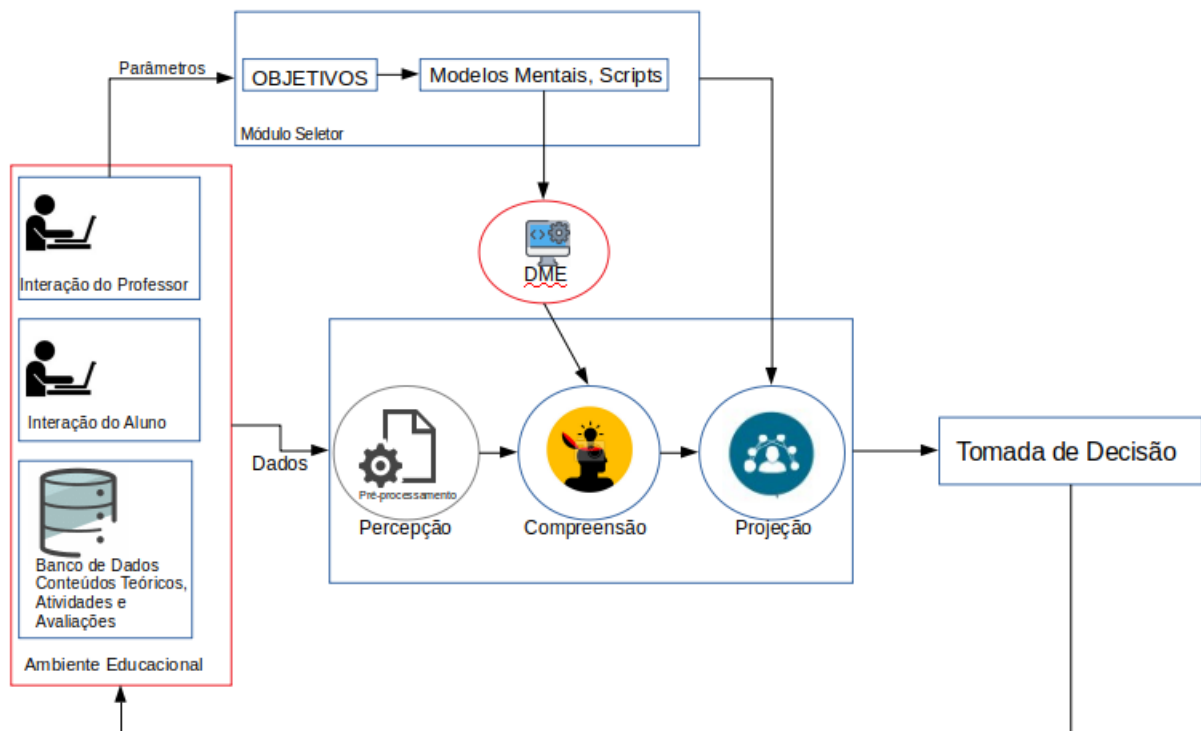 Parâmetros
OBJETIVOS
Modelos Mentais, Scripts
Módulo Seletor
Interação do Professor
DME
Interação do Aluno
Dados
Pré-processamento
Percepção
Compreensão
Projeção
Tomada de Decisão
Banco de Dados
Conteúdos Teóricos,
Atividades e
Avaliações
Ambiente Educacional